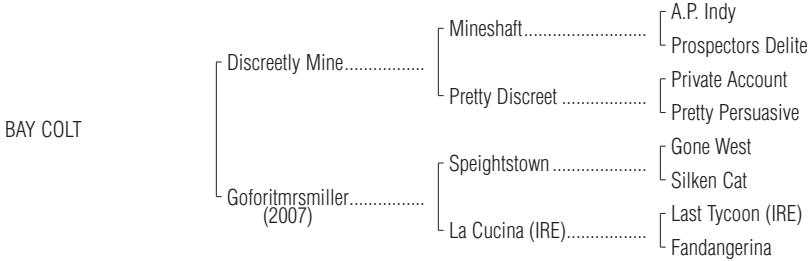 A.P. Indy
Mineshaft..........................
Prospectors Delite
Discreetly Mine.................
Private Account
Pretty Discreet ..................
Pretty Persuasive
BAY COLT
Gone West
Speightstown ....................
Silken Cat
Goforitmrsmiller................
(2007)
Last Tycoon (IRE)
La Cucina (IRE).................
Fandangerina